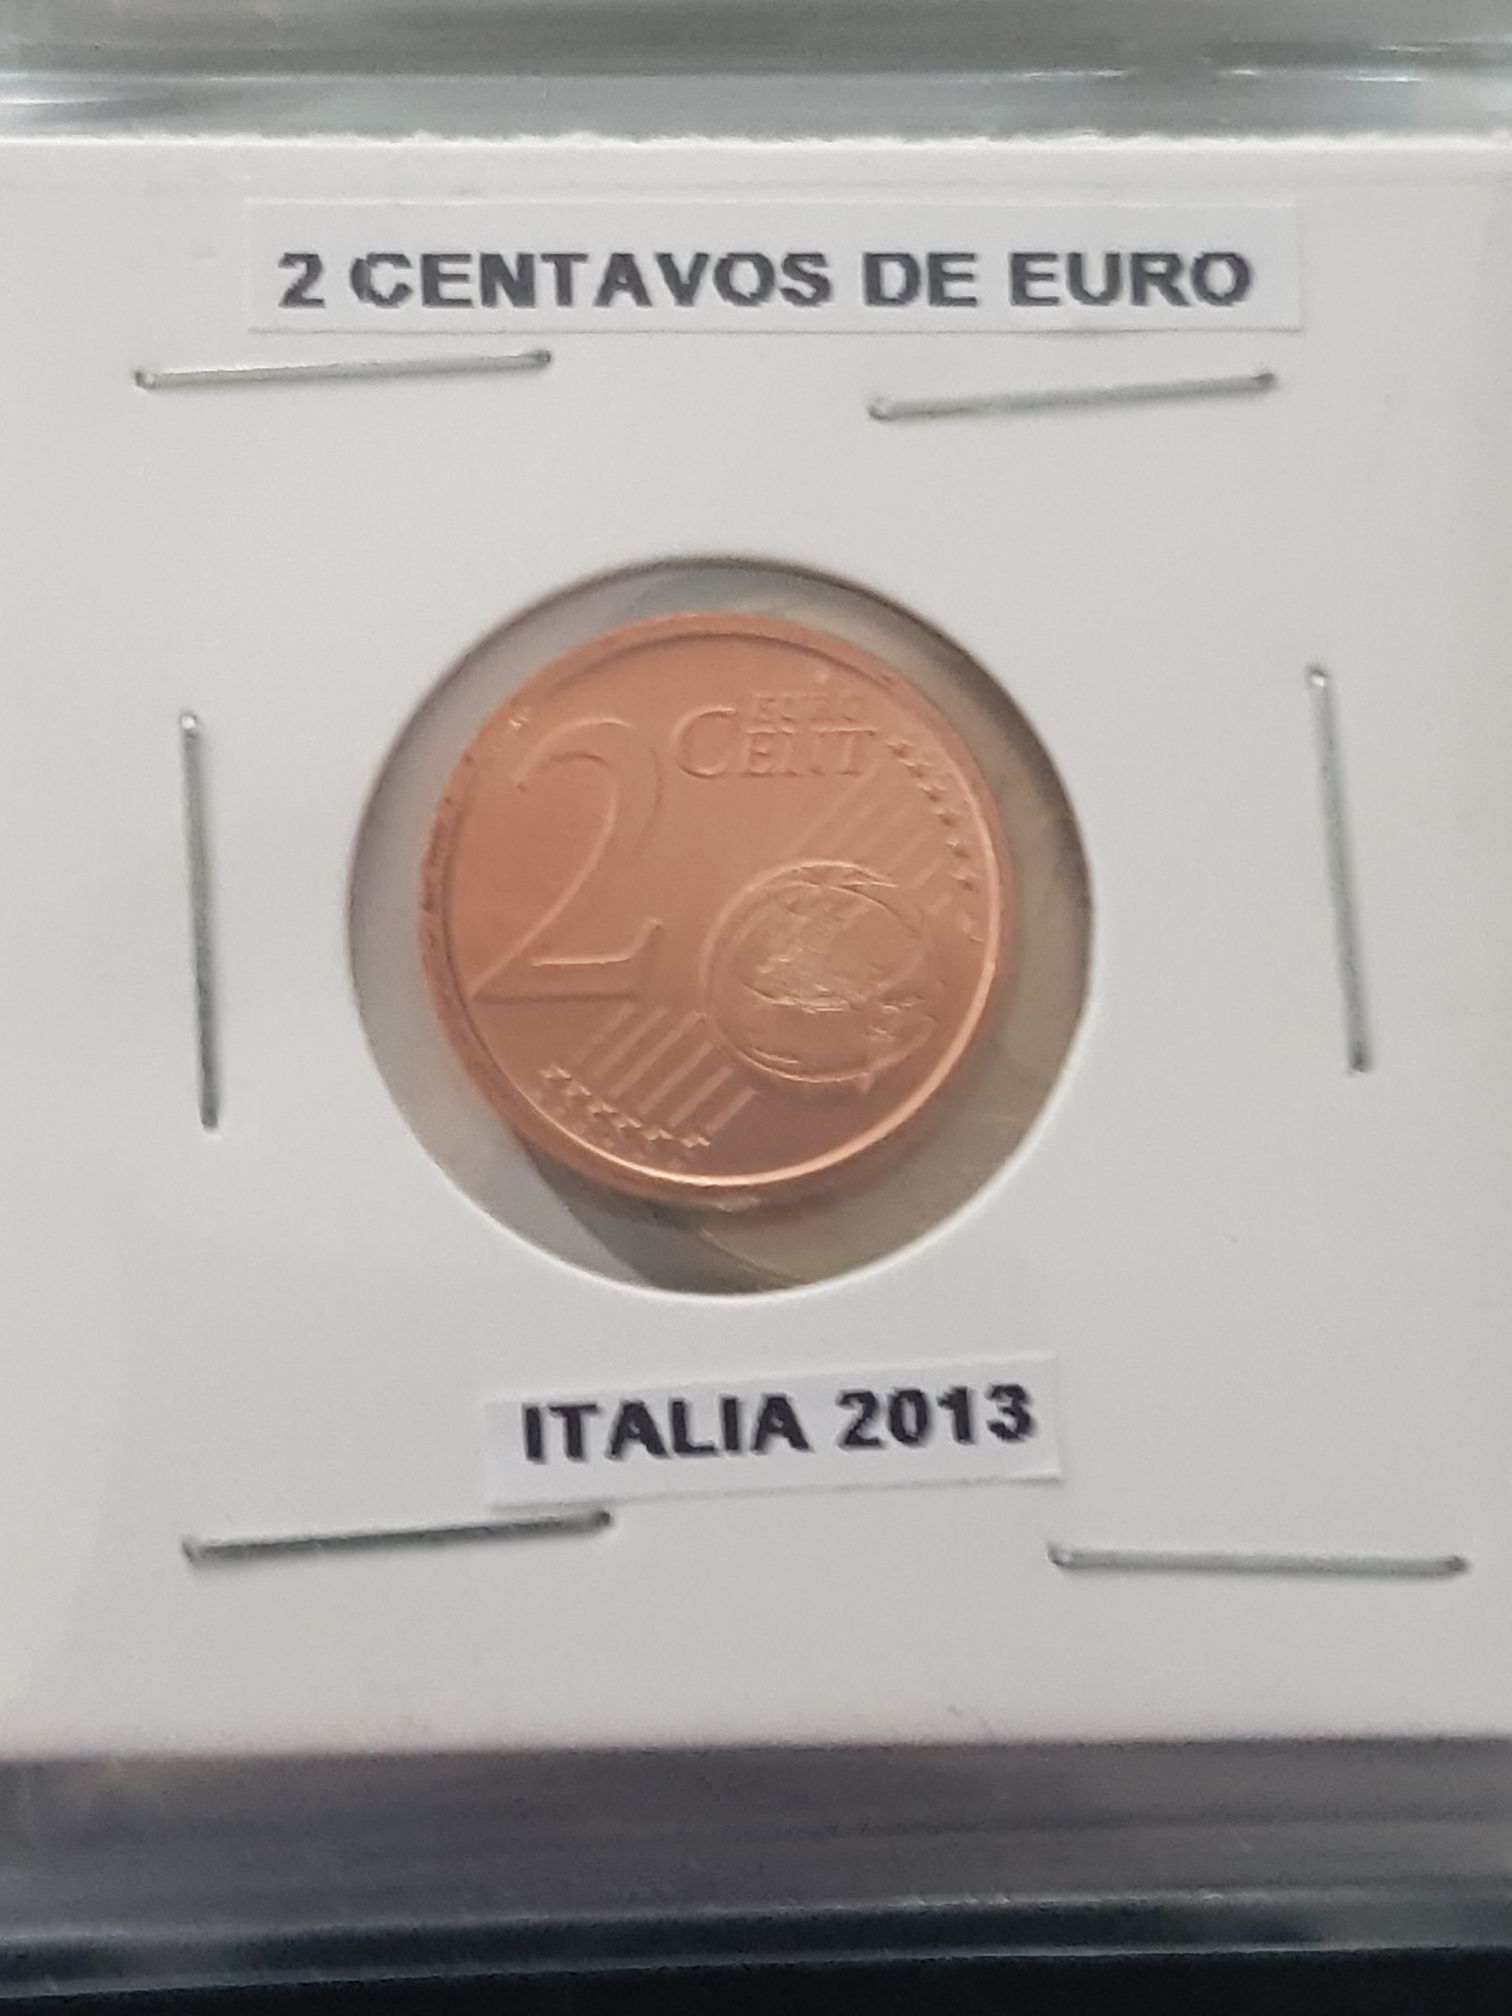 2 CENTAVOS DE EURO
2 EURO
CENT
ITALIA 2013